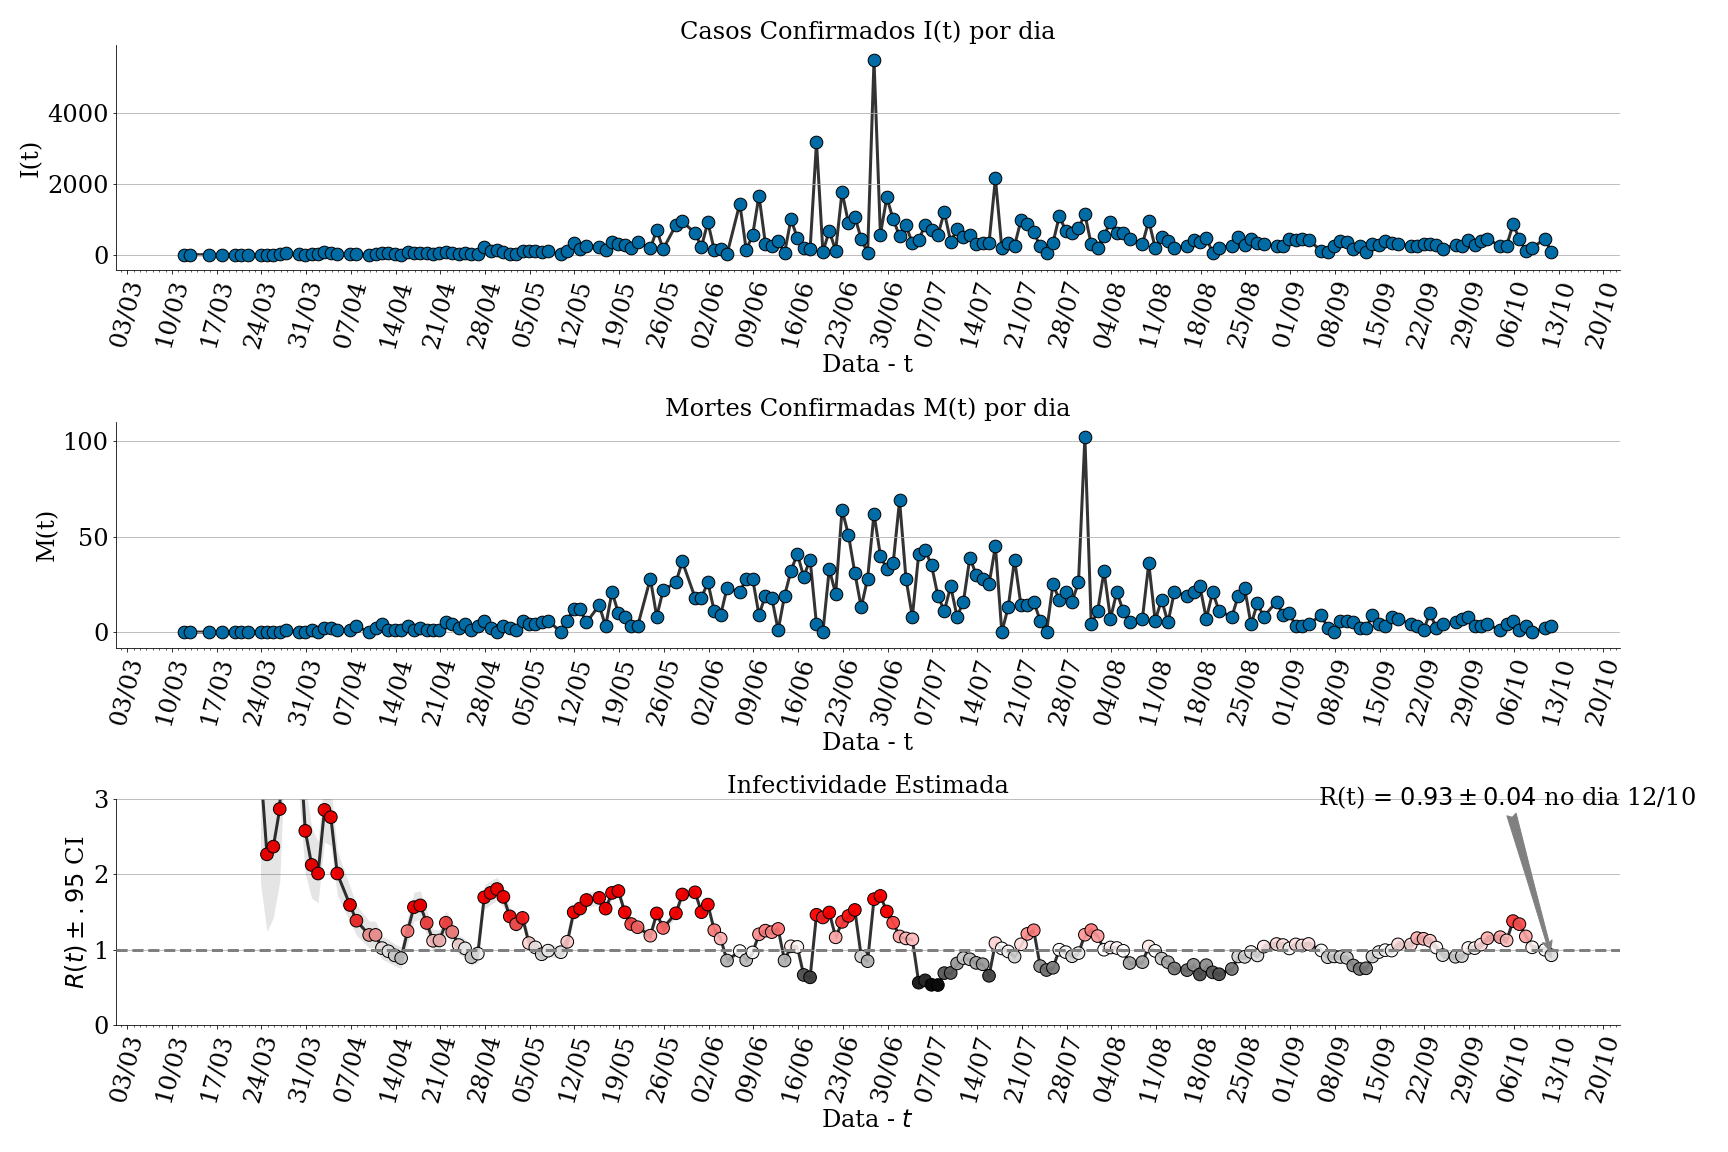 Casos Confirmados I(t) por dia
I(t)
4000
2000
0
03/03 10/03 17/03 24/03 31/03 07/04 14/04 21/04 28/04 05/05 12/05 19/05 26/05 02/06 09/06 16/06 23/06 30/06 07/07 14/07 21/07 28/07 04/08 11/08 18/08 25/08 01/09 08/09 15/09 22/09 29/09 06/10 13/10 20/10
Data - t
Mortes Confirmadas M(t) por dia
M(t)
100
50
0
03/03 10/03 17/03 24/03 31/03 07/04 14/04 21/04 28/04 05/05 12/05 19/05 26/05 02/06 09/06 16/06 23/06 30/06 07/07 14/07 21/07 28/07 04/08 11/08 18/08 25/08 01/09 08/09 15/09 22/09 29/09 06/10 13/10 20/10
Data - t
Infectividade Estimada
R(t) = 0.93 ± 0.04 no dia 12/10
R(t) ± .95 CI
3
2
1
0
03/03 10/03 17/03 24/03 31/03 07/04 14/04 21/04 28/04 05/05 12/05 19/05 26/05 02/06 09/06 16/06 23/06 30/06 07/07 14/07 21/07 28/07 04/08 11/08 18/08 25/08 01/09 08/09 15/09 22/09 29/09 06/10 13/10 20/10
Data - t